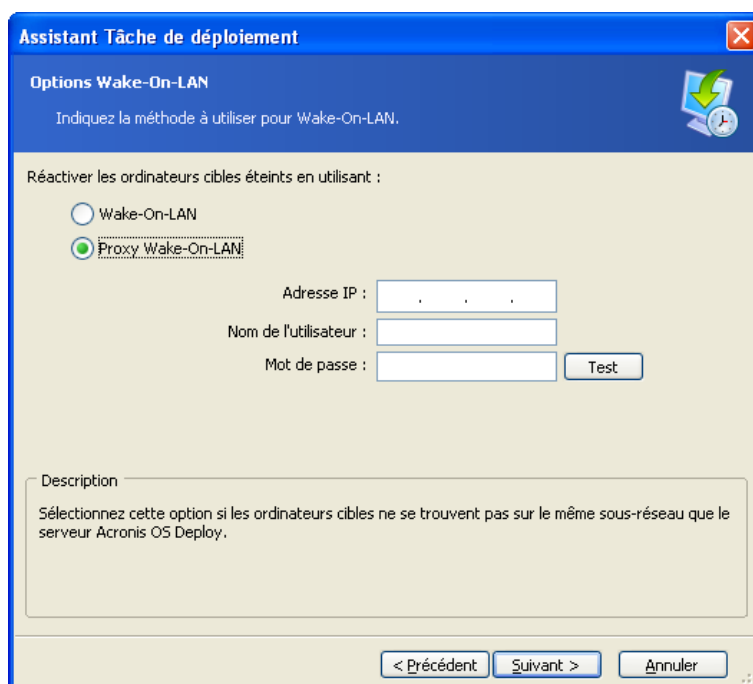 Assistant Tâche de déploiement
Options Wake-On-LAN
Indiquez la méthode à utiliser pour Wake-On-LAN.
Réactiver les ordinateurs cibles éteints en utilisant :
Wake-On-LAN
Proxy Wake-On-LAN
Adresse IP :
Nom de l'utilisateur :
Mot de passe :
Test
Description
Sélectionnez cette option si les ordinateurs cibles ne se trouvent pas sur le même sous-réseau que le
serveur Acronis OS Deploy.
< Précédent
Suivant >
Annuler